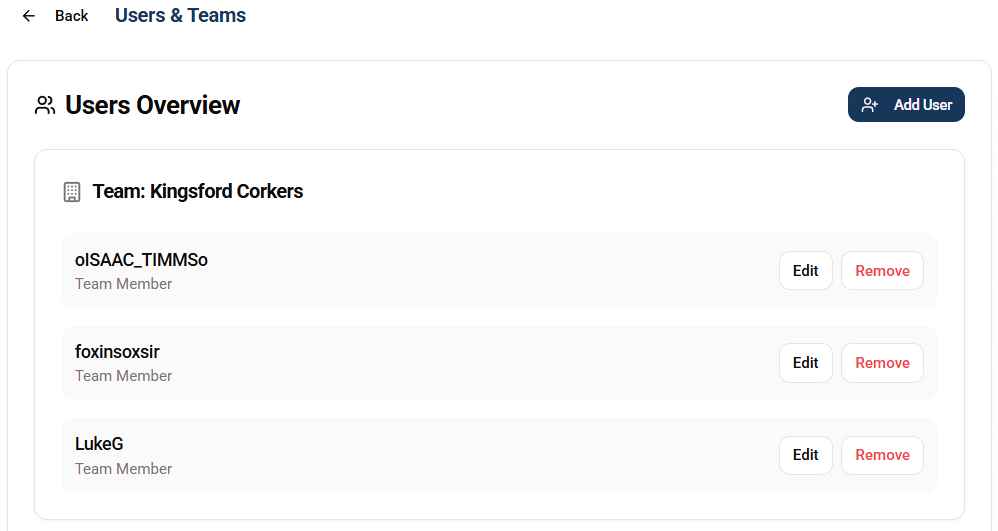 Back Users & Teams
Users Overview
Add User
Team: Kingsford Corkers
oISAAC_TIMMSo
Team Member
Edit Remove
foxinsoxsir
Team Member
Edit Remove
LukeG
Team Member
Edit Remove